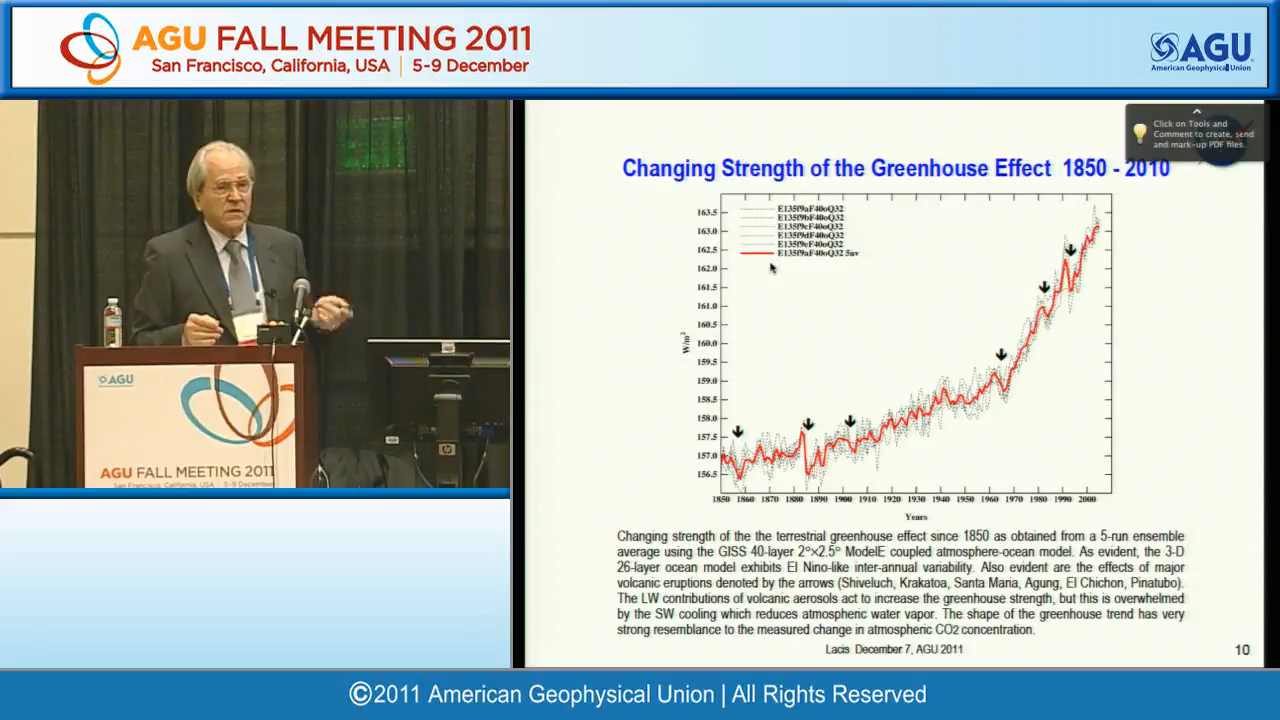 AGU FALL MEETING 2011
San Francisco, California, USA | 5-9 December
AGU
American Geophysical Union
Click on Tools and
Comment to create, send
and mark-up PDF files.
Changing Strength of the Greenhouse Effect 1850 - 2010
163.5
163.0
162.5
162.0
161.5
161.0
160.5
160.0
159.5
159.0
158.5
158.0
157.5
157.0
156.5
W/m²
E135f9aF40oQ32
E135f9bF40oQ32
E135f9cF40oQ32
E135f9dF40oQ32
E135f9eF40oQ32
E135f9aF40oQ32 5av
1850 1860 1870 1880 1890 1900 1910 1920 1930 1940 1950 1960 1970 1980 1990 2000
Years
Changing strength of the the terrestrial greenhouse effect since 1850 as obtained from a 5-run ensemble
average using the GISS 40-layer 2°×2.5° ModelE coupled atmosphere-ocean model. As evident, the 3-D
26-layer ocean model exhibits El Nino-like inter-annual variability. Also evident are the effects of major
volcanic eruptions denoted by the arrows (Shiveluch, Krakatoa, Santa Maria, Agung, El Chichon, Pinatubo).
The LW contributions of volcanic aerosols act to increase the greenhouse strength, but this is overwhelmed
by the SW cooling which reduces atmospheric water vapor. The shape of the greenhouse trend has very
strong resemblance to the measured change in atmospheric CO2 concentration.
Lacis December 7, AGU 2011
10
AGU
AGU FALL MEETING 2011
San Francisco, California, USA | 5-9 December
hp
©2011 American Geophysical Union | All Rights Reserved